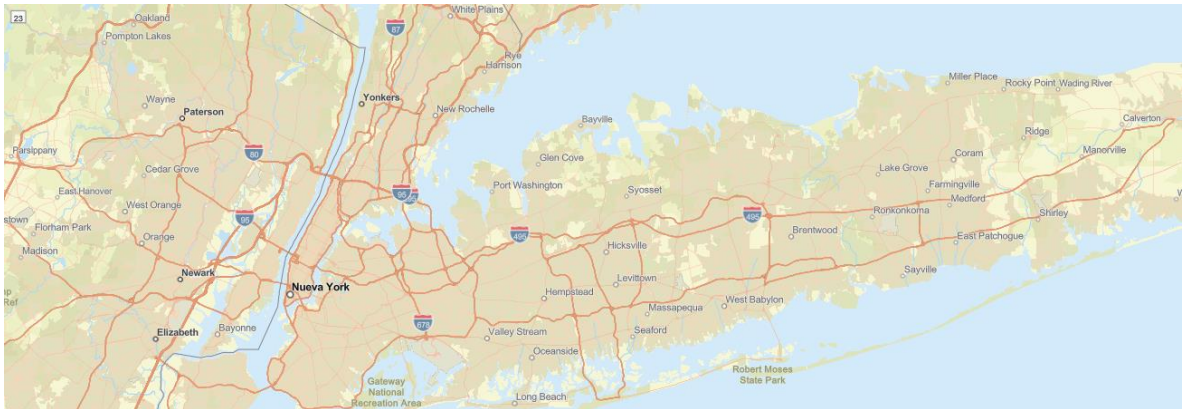 23
Oakland
White Plains
87
Pompton Lakes
Rye
Harrison
Miller Place
Rocky Point
Wading River
Wayne
Yonkers
New Rochelle
Paterson
Bayville
Calverton
Ridge
Parsippany
80
Glen Cove
Coram
Manorville
Cedar Grove
Lake Grove
East Hanover
95
Port Washington
Syosset
Farmingville
Medford
West Orange
95
495
Ronkonkoma
Shirley
Florham Park
495
Brentwood
East Patchogue
Orange
Madison
Hicksville
Newark
Levittown
Sayville
Nueva York
Hempstead
West Babylon
Massapequa
678
Elizabeth
Bayonne
Valley Stream
Seaford
Oceanside
Robert Moses
State Park
Gateway
National
Recreation Area
Long Beach